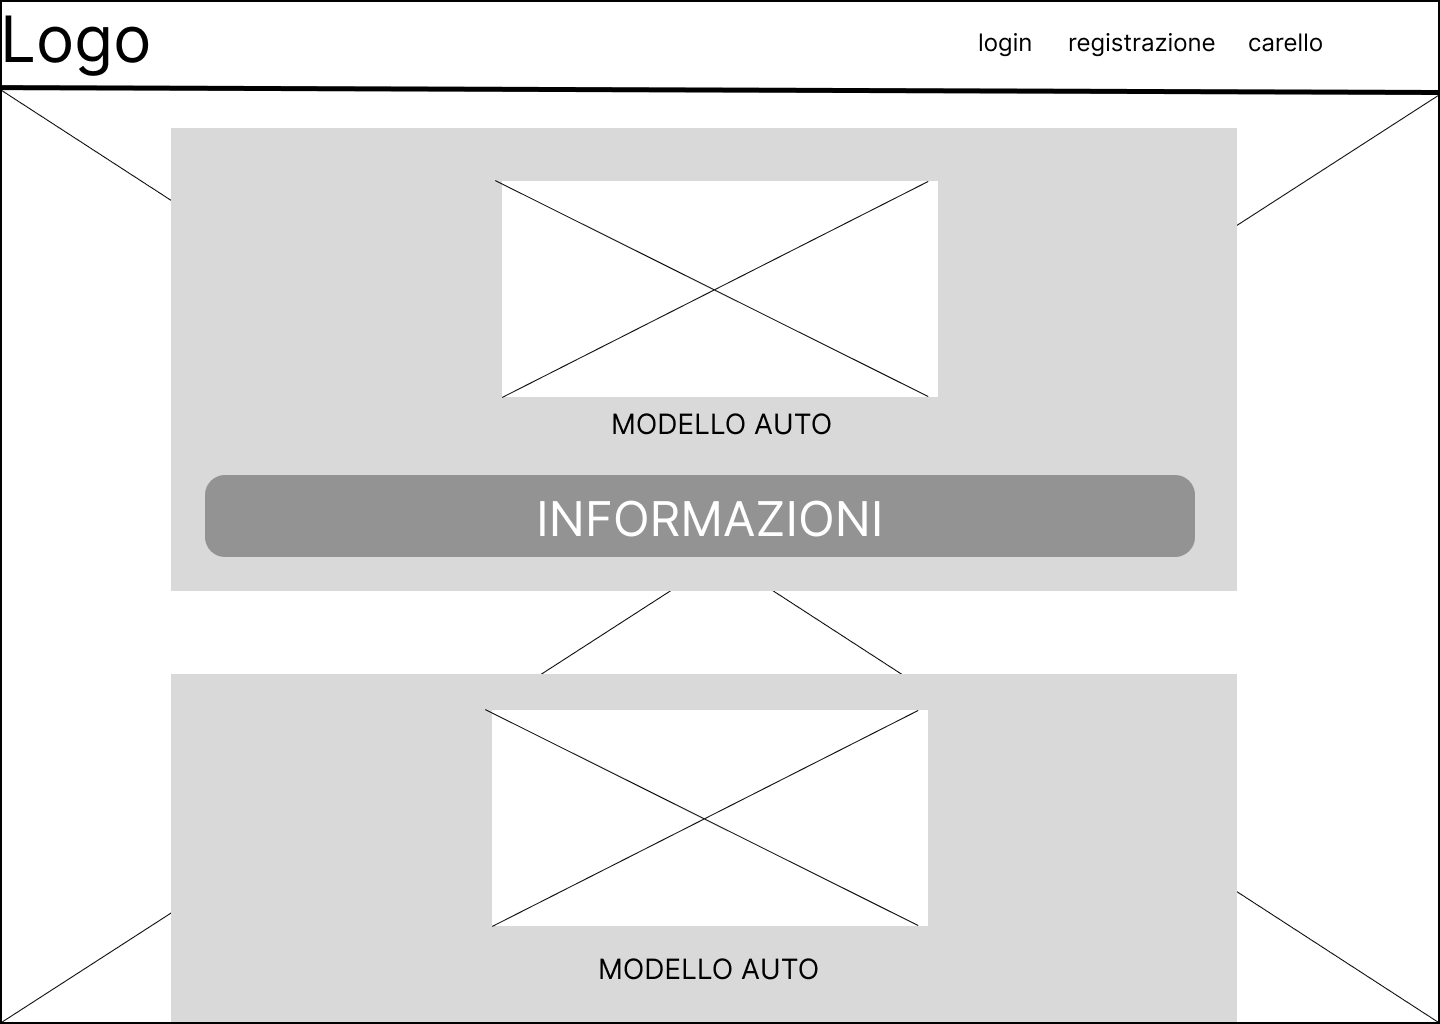 Logo
login registrazione carello
MODELLO AUTO
INFORMAZIONI
MODELLO AUTO